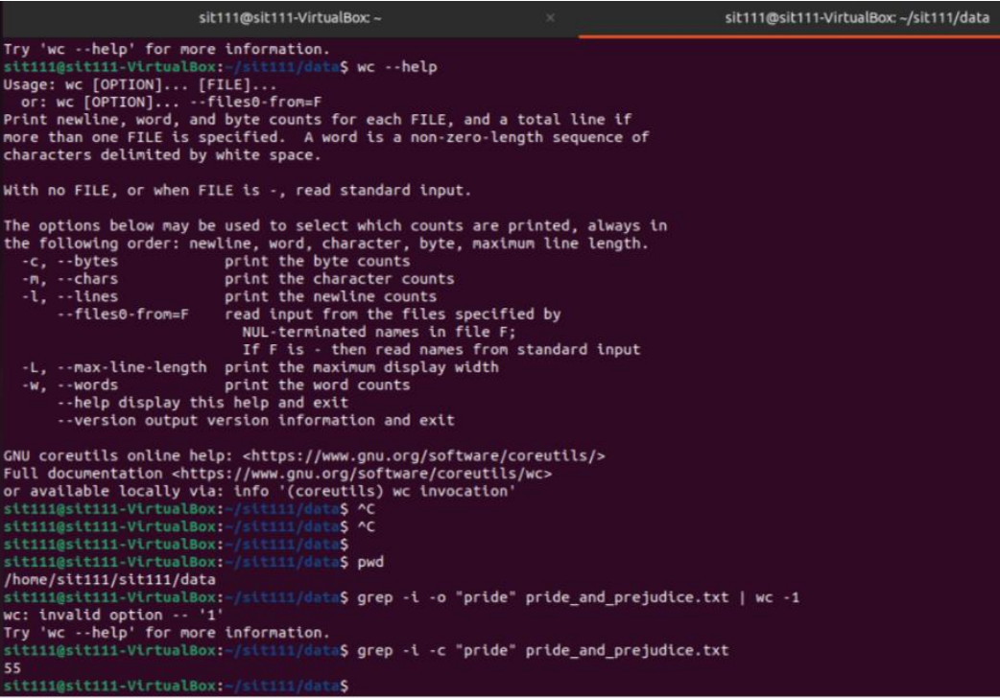 sit111@sit111-VirtualBox: ~ × sit111@sit111-VirtualBox: ~/sit111/data
Try 'wc --help' for more information.
sit111@sit111-VirtualBox:~/sit111/data$ wc --help
Usage: wc [OPTION]... [FILE]...
  or: wc [OPTION]... --files0-from=F
Print newline, word, and byte counts for each FILE, and a total line if
more than one FILE is specified.  A word is a non-zero-length sequence of
characters delimited by white space.

With no FILE, or when FILE is -, read standard input.

The options below may be used to select which counts are printed, always in
the following order: newline, word, character, byte, maximum line length.
  -c, --bytes            print the byte counts
  -m, --chars            print the character counts
  -l, --lines            print the newline counts
      --files0-from=F    read input from the files specified by
                           NUL-terminated names in file F;
                           If F is - then read names from standard input
  -L, --max-line-length  print the maximum display width
  -w, --words            print the word counts
      --help display this help and exit
      --version output version information and exit

GNU coreutils online help: <https://www.gnu.org/software/coreutils/>
Full documentation <https://www.gnu.org/software/coreutils/wc>
or available locally via: info '(coreutils) wc invocation'
sit111@sit111-VirtualBox:~/sit111/data$ ^C
sit111@sit111-VirtualBox:~/sit111/data$ ^C
sit111@sit111-VirtualBox:~/sit111/data$
sit111@sit111-VirtualBox:~/sit111/data$ pwd
/home/sit111/sit111/data
sit111@sit111-VirtualBox:~/sit111/data$ grep -i -o "pride" pride_and_prejudice.txt | wc -1
wc: invalid option -- '1'
Try 'wc --help' for more information.
sit111@sit111-VirtualBox:~/sit111/data$ grep -i -c "pride" pride_and_prejudice.txt
55
sit111@sit111-VirtualBox:~/sit111/data$